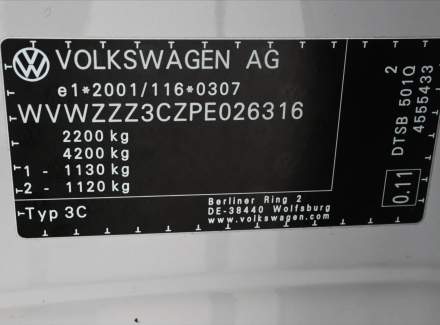 VOLKSWAGEN AG
e1*2001/116*0307
WVWZZZ3CZPE026316
2200 kg
4200 kg
1 - 1130 kg
2 - 1120 kg
Typ 3C
Berliner Ring 2
DE-38440 Wolfsburg
www.volkswagen.com
DTSB 501Q 2
4555433
0.11